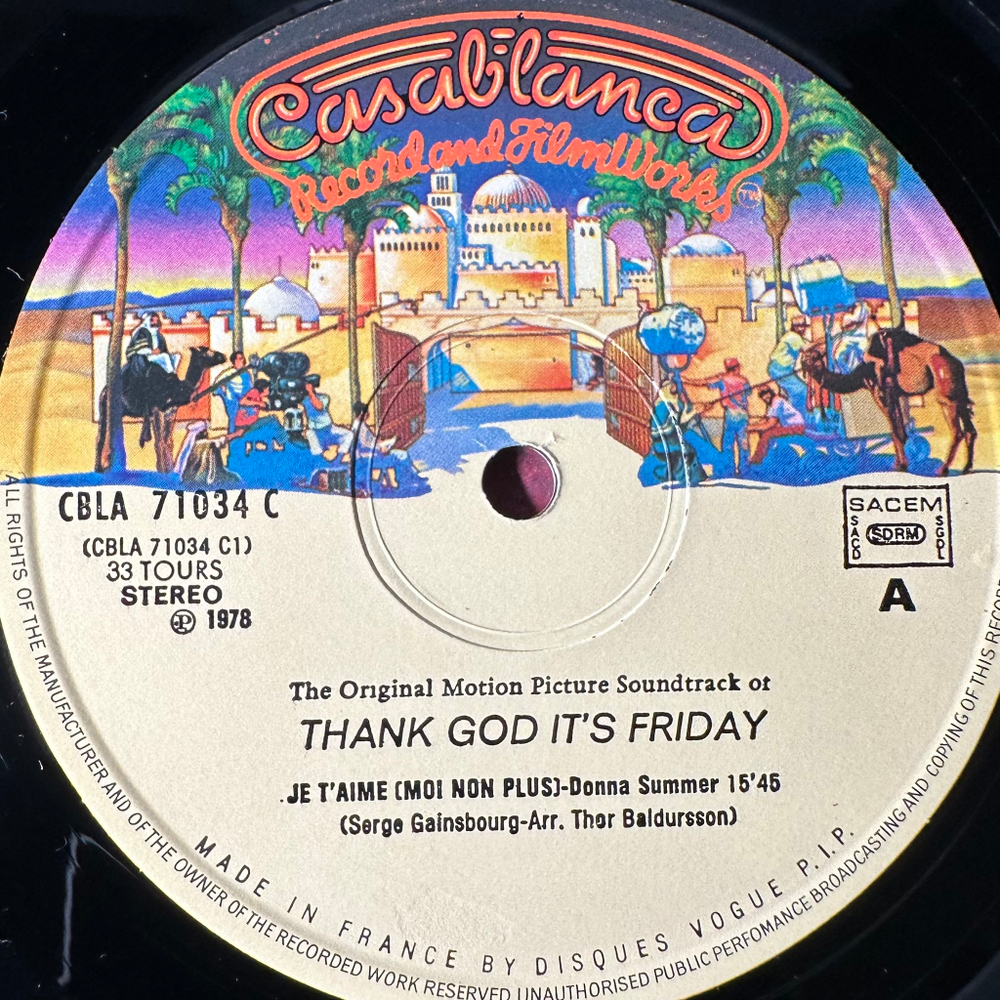 Casablanca
Record and FilmWorks
TM
CBLA 71034 C
(CBLA 71034 C1)
33 TOURS
STEREO
℗ 1978
SACEM
SACD
SDRM
SGDL
A
The Original Motion Picture Soundtrack of
THANK GOD IT'S FRIDAY
.JE T'AIME (MOI NON PLUS)-Donna Summer 15'45
(Serge Gainsbourg-Arr. Thor Baldursson)
MADE IN FRANCE BY DISQUES VOGUE P.I.P.
ALL RIGHTS OF THE MANUFACTURER AND OF THE OWNER OF THE RECORDED WORK RESERVED UNAUTHORISED PUBLIC PERFOMANCE BROADCASTING AND COPYING OF THIS RECOR